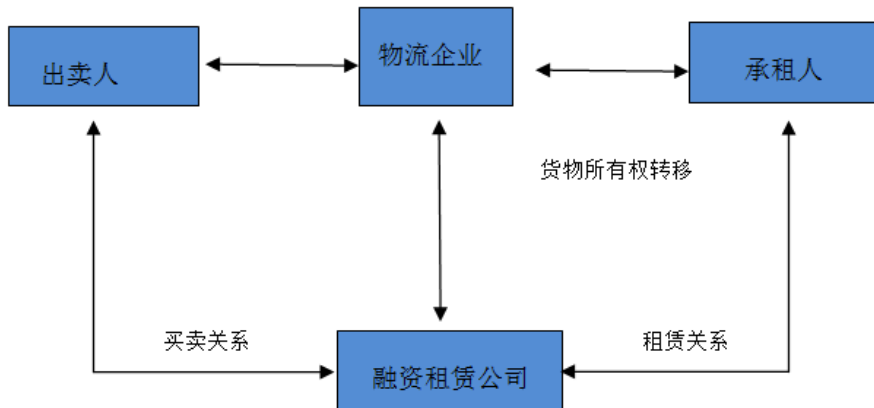 出卖人
物流企业
承租人
货物所有权转移
买卖关系
租赁关系
融资租赁公司